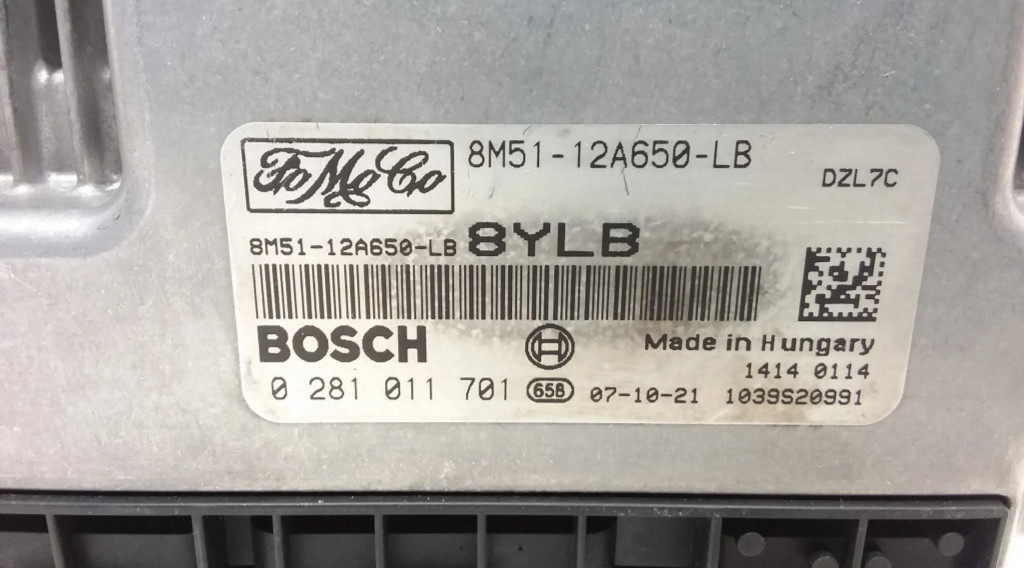 FoMoCo
8M51-12A650-LB
DZL7C
8M51-12A650-LB 8YLB
BOSCH
Made in Hungary
1414 0114
0 281 011 701 65B 07-10-21 1039S20991